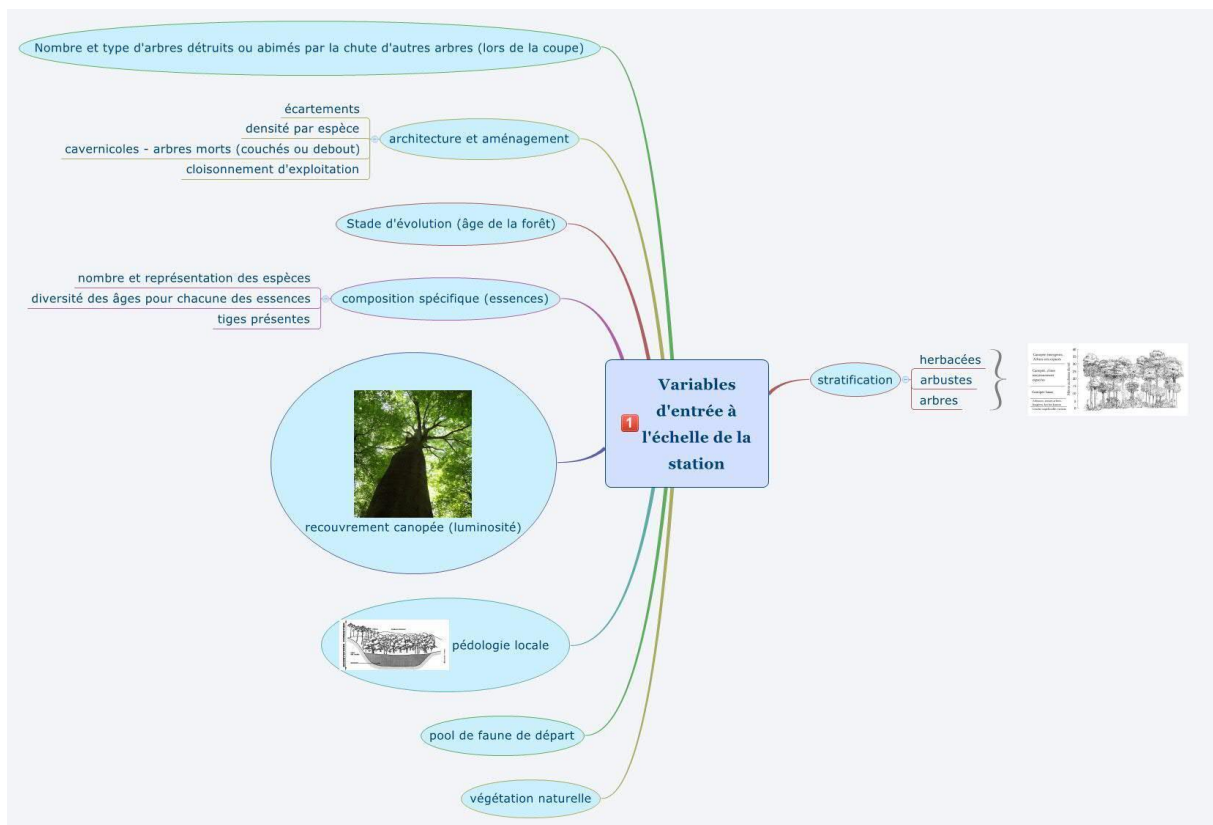 Nombre et type d'arbres détruits ou abimés par la chute d'autres arbres (lors de la coupe)
écartements
densité par espèce
cavernicoles - arbres morts (couchés ou debout)
cloisonnement d'exploitation
architecture et aménagement
Stade d'évolution (âge de la forêt)
nombre et représentation des espèces
diversité des âges pour chacune des essences
tiges présentes
composition spécifique (essences)
recouvrement canopée (luminosité)
pédologie locale
pool de faune de départ
végétation naturelle
1
Variables
d'entrée à
l'échelle de la
station
stratification
herbacées
arbustes
arbres